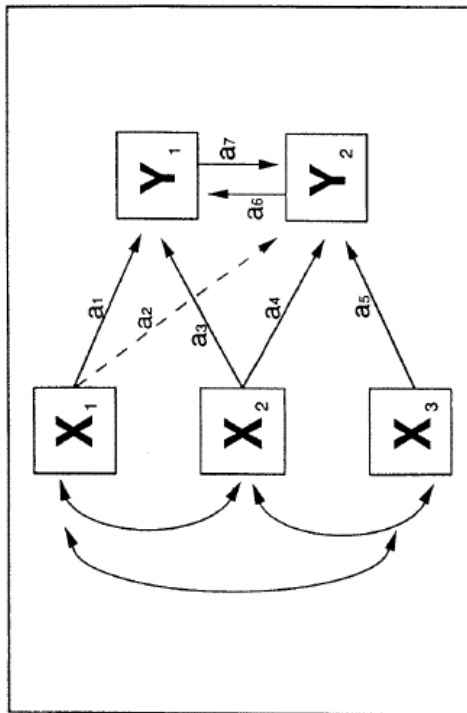 X₃ X₂ X₁
a₅ a₄ a₃ a₂ a₁
Y₂ a₆ a₇ Y₁